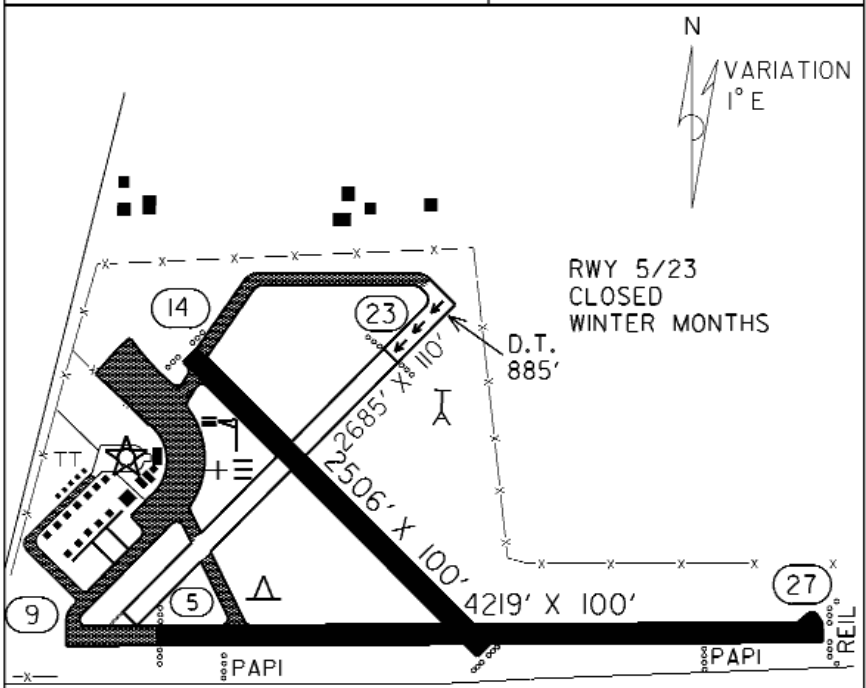 N
VARIATION
1° E
RWY 5/23
CLOSED
WINTER MONTHS
14
23
D.T.
885'
2685' X 110'
2506' X 100'
TT
5
9
4219' X 100'
27
REIL
PAPI
PAPI